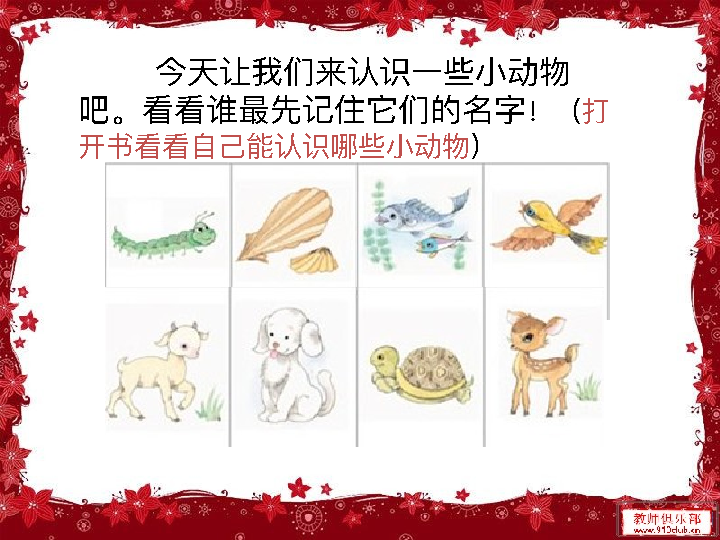 今天让我们来认识一些小动物
吧。看看谁最先记住它们的名字！（打
开书看看自己能认识哪些小动物）
教师俱乐部
www.910club.cn